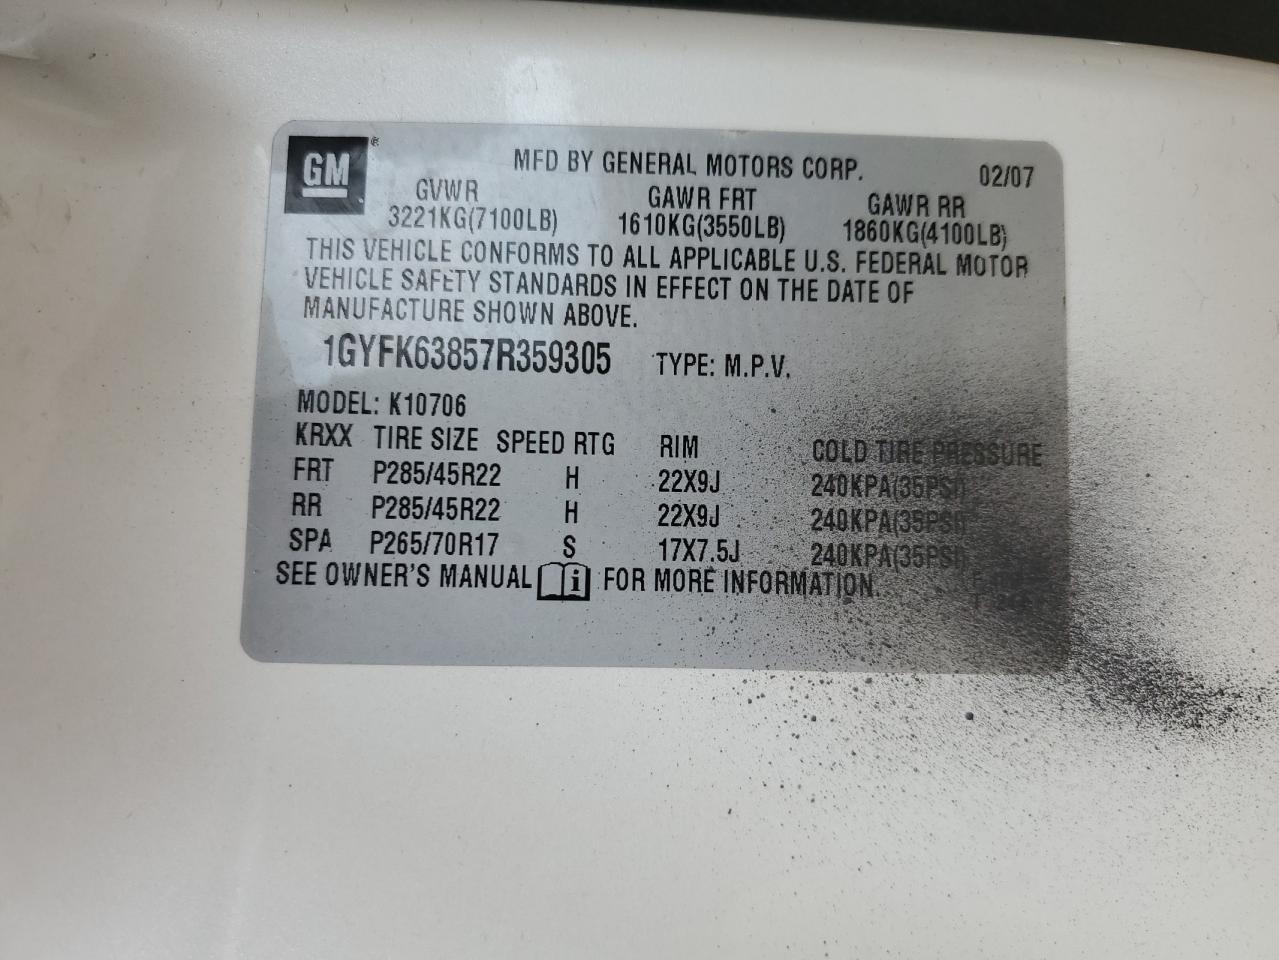 GM ®
MFD BY GENERAL MOTORS CORP. 02/07
GVWR GAWR FRT GAWR RR
3221KG(7100LB) 1610KG(3550LB) 1860KG(4100LB)
THIS VEHICLE CONFORMS TO ALL APPLICABLE U.S. FEDERAL MOTOR
VEHICLE SAFETY STANDARDS IN EFFECT ON THE DATE OF
MANUFACTURE SHOWN ABOVE.
1GYFK63857R359305 TYPE: M.P.V.
MODEL: K10706
KRXX TIRE SIZE SPEED RTG RIM COLD TIRE PRESSURE
FRT P285/45R22 H 22X9J 240KPA(35PSI)
RR P285/45R22 H 22X9J 240KPA(35PSI)
SPA P265/70R17 S 17X7.5J 240KPA(35PSI)
SEE OWNER'S MANUAL i FOR MORE INFORMATION.